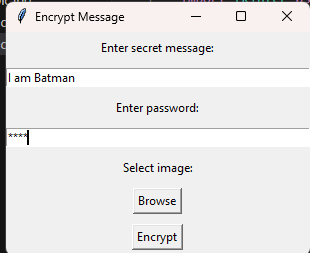 Encrypt Message
Enter secret message:
I am Batman
Enter password:
****
Select image:
Browse
Encrypt